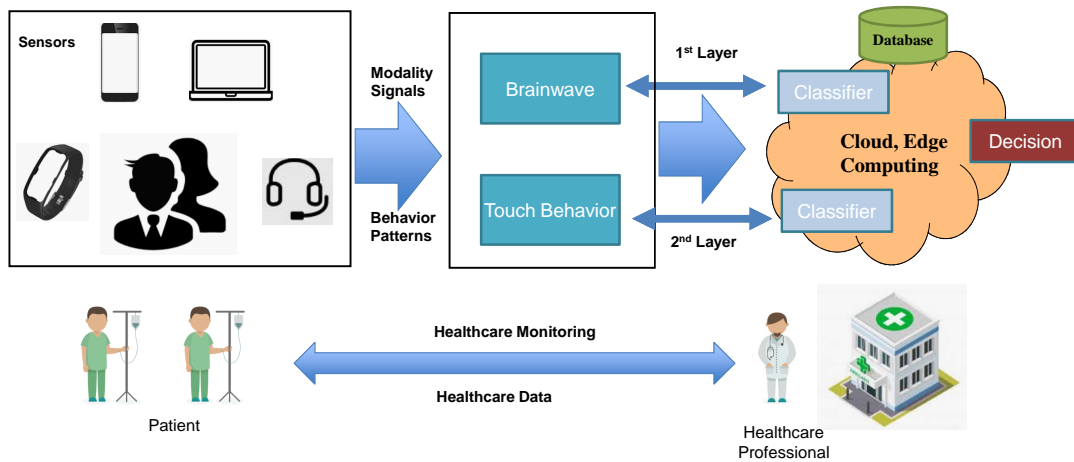 Sensors
Modality
Signals
Behavior
Patterns
Brainwave
Touch Behavior
1st Layer
2nd Layer
Database
Classifier
Cloud, Edge
Computing
Decision
Classifier
Healthcare Monitoring
Healthcare Data
Patient
Healthcare
Professional